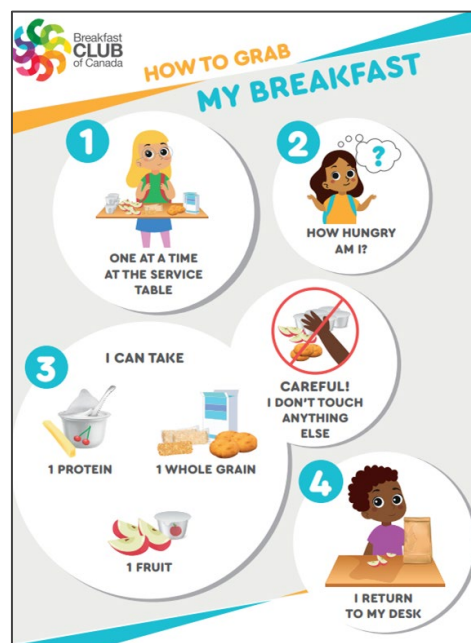 Breakfast
CLUB
of Canada
HOW TO GRAB
MY BREAKFAST
1
ONE AT A TIME
AT THE SERVICE
TABLE
2
?
HOW HUNGRY
AM I?
3
I CAN TAKE
1 PROTEIN
1 WHOLE GRAIN
1 FRUIT
CAREFUL!
I DON'T TOUCH
ANYTHING
ELSE
4
I RETURN
TO MY DESK